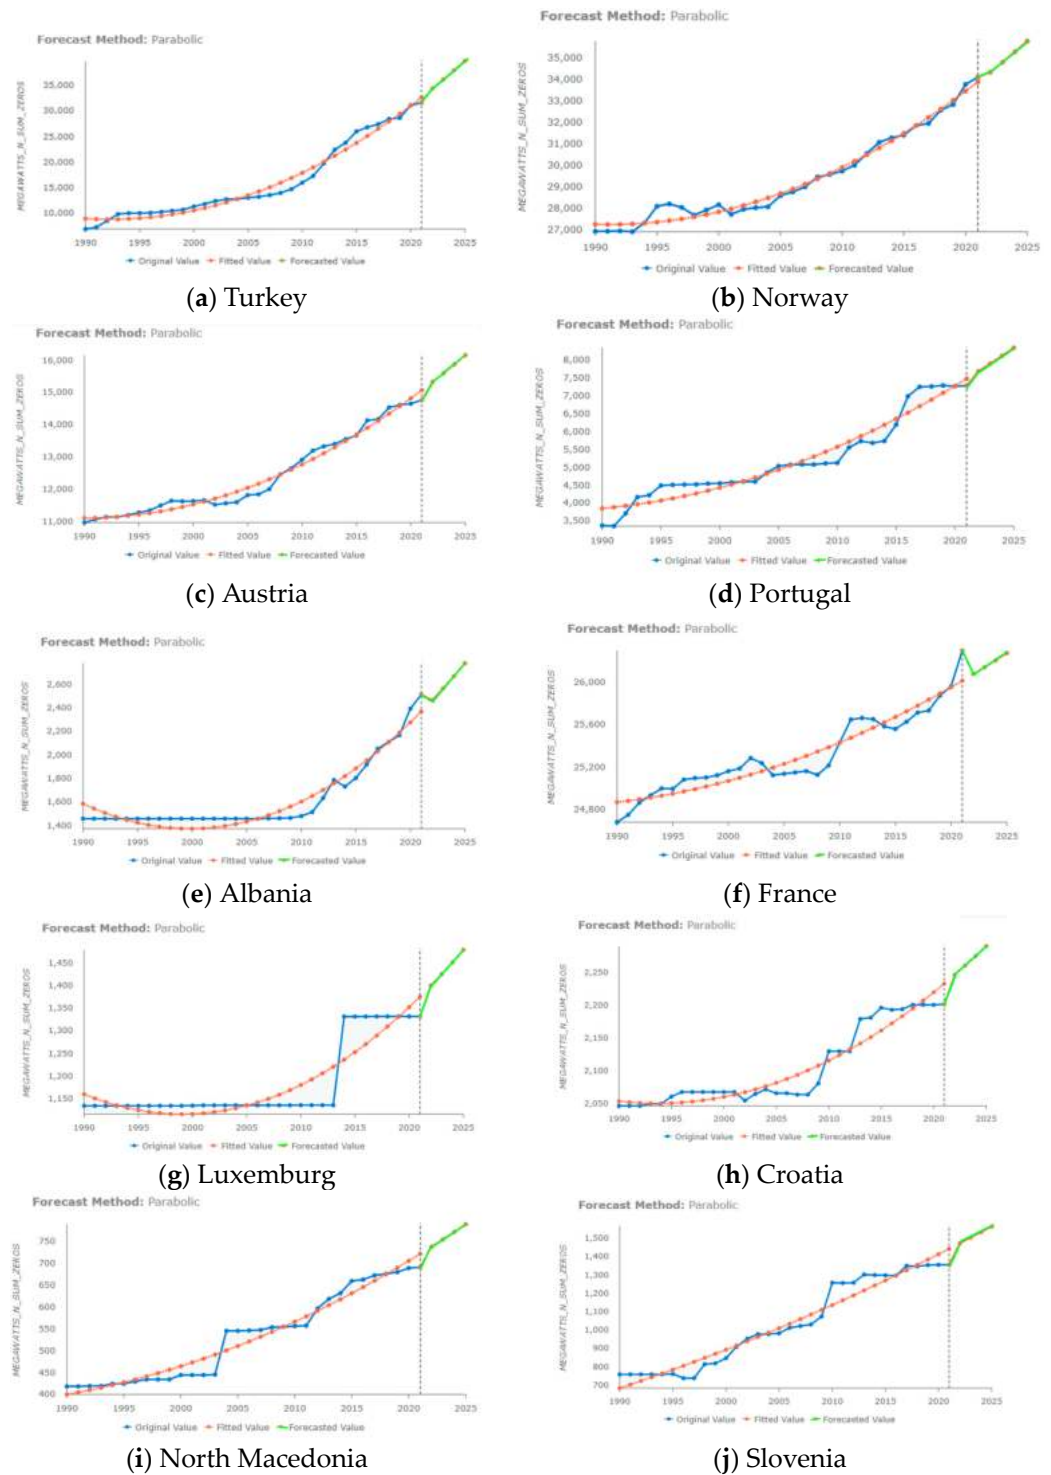 Forecast Method: Parabolic
MEGAWATTS_N_SUM_ZEROS
35,000
30,000
25,000
20,000
15,000
10,000
1990 1995 2000 2005 2010 2015 2020 2025
Original Value Fitted Value Forecasted Value
(a) Turkey
Forecast Method: Parabolic
MEGAWATTS_N_SUM_ZEROS
35,000
34,000
33,000
32,000
31,000
30,000
29,000
28,000
27,000
1990 1995 2000 2005 2010 2015 2020 2025
Original Value Fitted Value Forecasted Value
(b) Norway
Forecast Method: Parabolic
MEGAWATTS_N_SUM_ZEROS
16,000
15,000
14,000
13,000
12,000
11,000
1990 1995 2000 2005 2010 2015 2020 2025
Original Value Fitted Value Forecasted Value
(c) Austria
Forecast Method: Parabolic
MEGAWATTS_N_SUM_ZEROS
8,000
7,500
7,000
6,500
6,000
5,500
5,000
4,500
4,000
3,500
1990 1995 2000 2005 2010 2015 2020 2025
Original Value Fitted Value Forecasted Value
(d) Portugal
Forecast Method: Parabolic
MEGAWATTS_N_SUM_ZEROS
2,600
2,400
2,200
2,000
1,800
1,600
1,400
1990 1995 2000 2005 2010 2015 2020 2025
Original Value Fitted Value Forecasted Value
(e) Albania
Forecast Method: Parabolic
MEGAWATTS_N_SUM_ZEROS
26,000
25,600
25,200
24,800
1990 1995 2000 2005 2010 2015 2020 2025
Original Value Fitted Value Forecasted Value
(f) France
Forecast Method: Parabolic
MEGAWATTS_N_SUM_ZEROS
1,450
1,400
1,350
1,300
1,250
1,200
1,150
1990 1995 2000 2005 2010 2015 2020 2025
Original Value Fitted Value Forecasted Value
(g) Luxemburg
Forecast Method: Parabolic
MEGAWATTS_N_SUM_ZEROS
2,250
2,200
2,150
2,100
2,050
1990 1995 2000 2005 2010 2015 2020 2025
Original Value Fitted Value Forecasted Value
(h) Croatia
Forecast Method: Parabolic
MEGAWATTS_N_SUM_ZEROS
750
700
650
600
550
500
450
400
1990 1995 2000 2005 2010 2015 2020 2025
Original Value Fitted Value Forecasted Value
(i) North Macedonia
Forecast Method: Parabolic
MEGAWATTS_N_SUM_ZEROS
1,500
1,400
1,300
1,200
1,100
1,000
900
800
700
1990 1995 2000 2005 2010 2015 2020 2025
Original Value Fitted Value Forecasted Value
(j) Slovenia